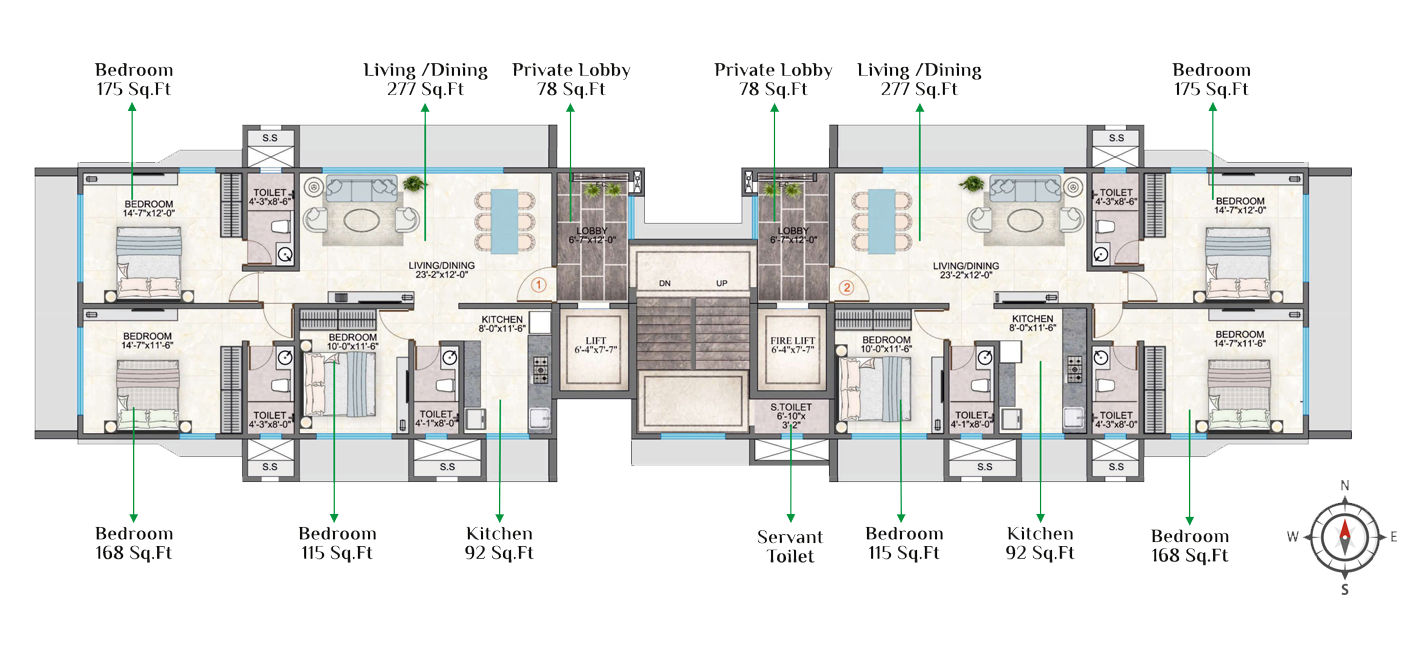 Bedroom
175 Sq.Ft
Living /Dining
277 Sq.Ft
Private Lobby
78 Sq.Ft
Private Lobby
78 Sq.Ft
Living /Dining
277 Sq.Ft
Bedroom
175 Sq.Ft
S.S
S.S
BEDROOM
14'-7"x12'-0"
TOILET
4'-3"x8'-6"
LOBBY
6'-7"x12'-0"
LOBBY
6'-7"x12'-0"
TOILET
4'-3"x8'-6"
BEDROOM
14'-7"x12'-0"
LIVING/DINING
23'-2"x12'-0"
1
DN
UP
2
LIVING/DINING
23'-2"x12'-0"
BEDROOM
14'-7"x11'-6"
BEDROOM
10'-0"x11'-6"
KITCHEN
8'-0"x11'-6"
LIFT
6'-4"x7'-7"
FIRE LIFT
6'-4"x7'-7"
BEDROOM
10'-0"x11'-6"
KITCHEN
8'-0"x11'-6"
BEDROOM
14'-7"x11'-6"
TOILET
4'-3"x8'-0"
TOILET
4'-1"x8'-0"
S.TOILET
6'-10"x
3'-2"
TOILET
4'-1"x8'-0"
TOILET
4'-3"x8'-0"
S.S
S.S
S.S
S.S
Bedroom
168 Sq.Ft
Bedroom
115 Sq.Ft
Kitchen
92 Sq.Ft
Servant
Toilet
Bedroom
115 Sq.Ft
Kitchen
92 Sq.Ft
Bedroom
168 Sq.Ft
N
W
E
S